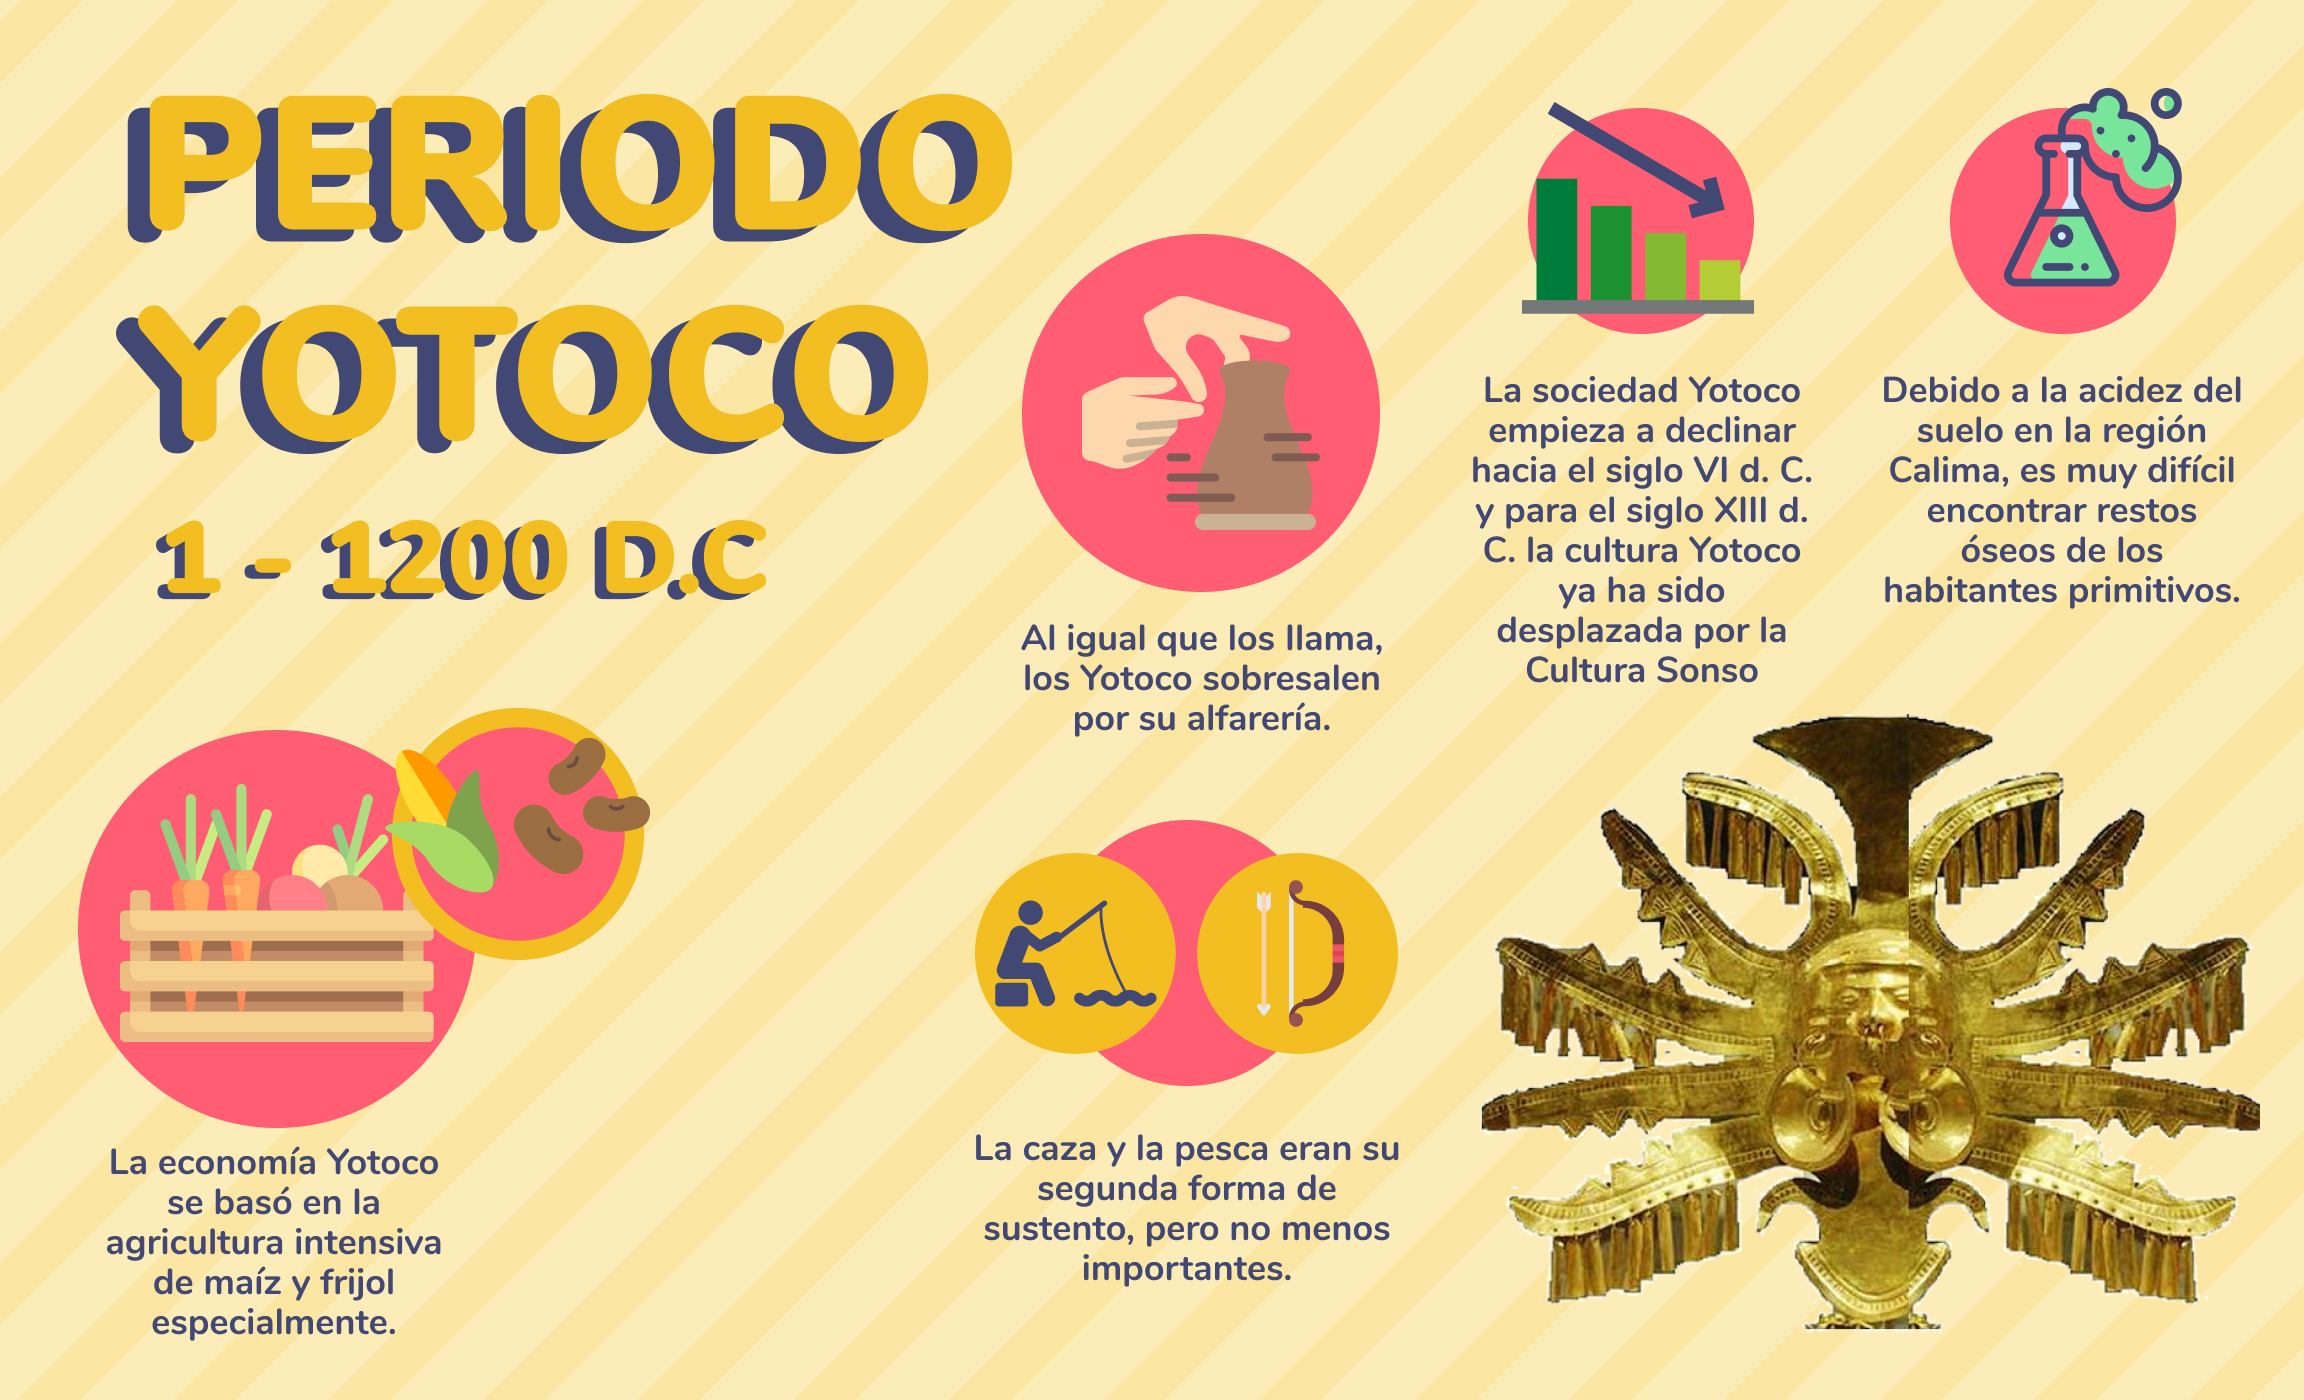 PERIODO
YOTOCO
1 - 1200 D.C
La economía Yotoco
se basó en la
agricultura intensiva
de maíz y frijol
especialmente.
Al igual que los llama,
los Yotoco sobresalen
por su alfarería.
La caza y la pesca eran su
segunda forma de
sustento, pero no menos
importantes.
La sociedad Yotoco
empieza a declinar
hacia el siglo VI d. C.
y para el siglo XIII d.
C. la cultura Yotoco
ya ha sido
desplazada por la
Cultura Sonso
Debido a la acidez del
suelo en la región
Calima, es muy difícil
encontrar restos
óseos de los
habitantes primitivos.